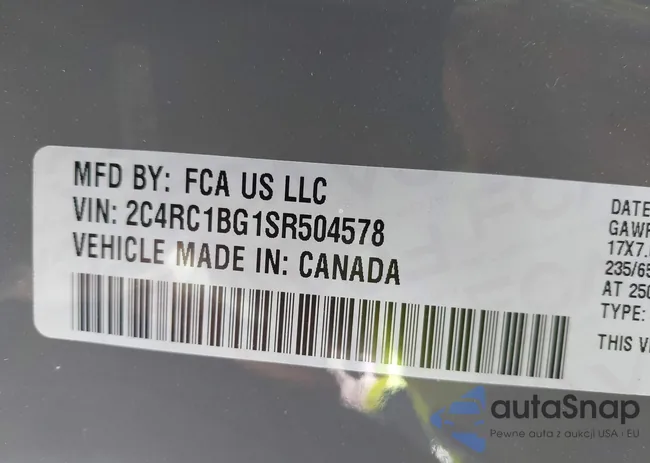 MFD BY: FCA US LLC
VIN: 2C4RC1BG1SR504578
VEHICLE MADE IN: CANADA
DATE
GAWR
17X7.
235/65
AT 250
TYPE:
THIS V
autaSnap
Pewne auta z aukcji USA i EU